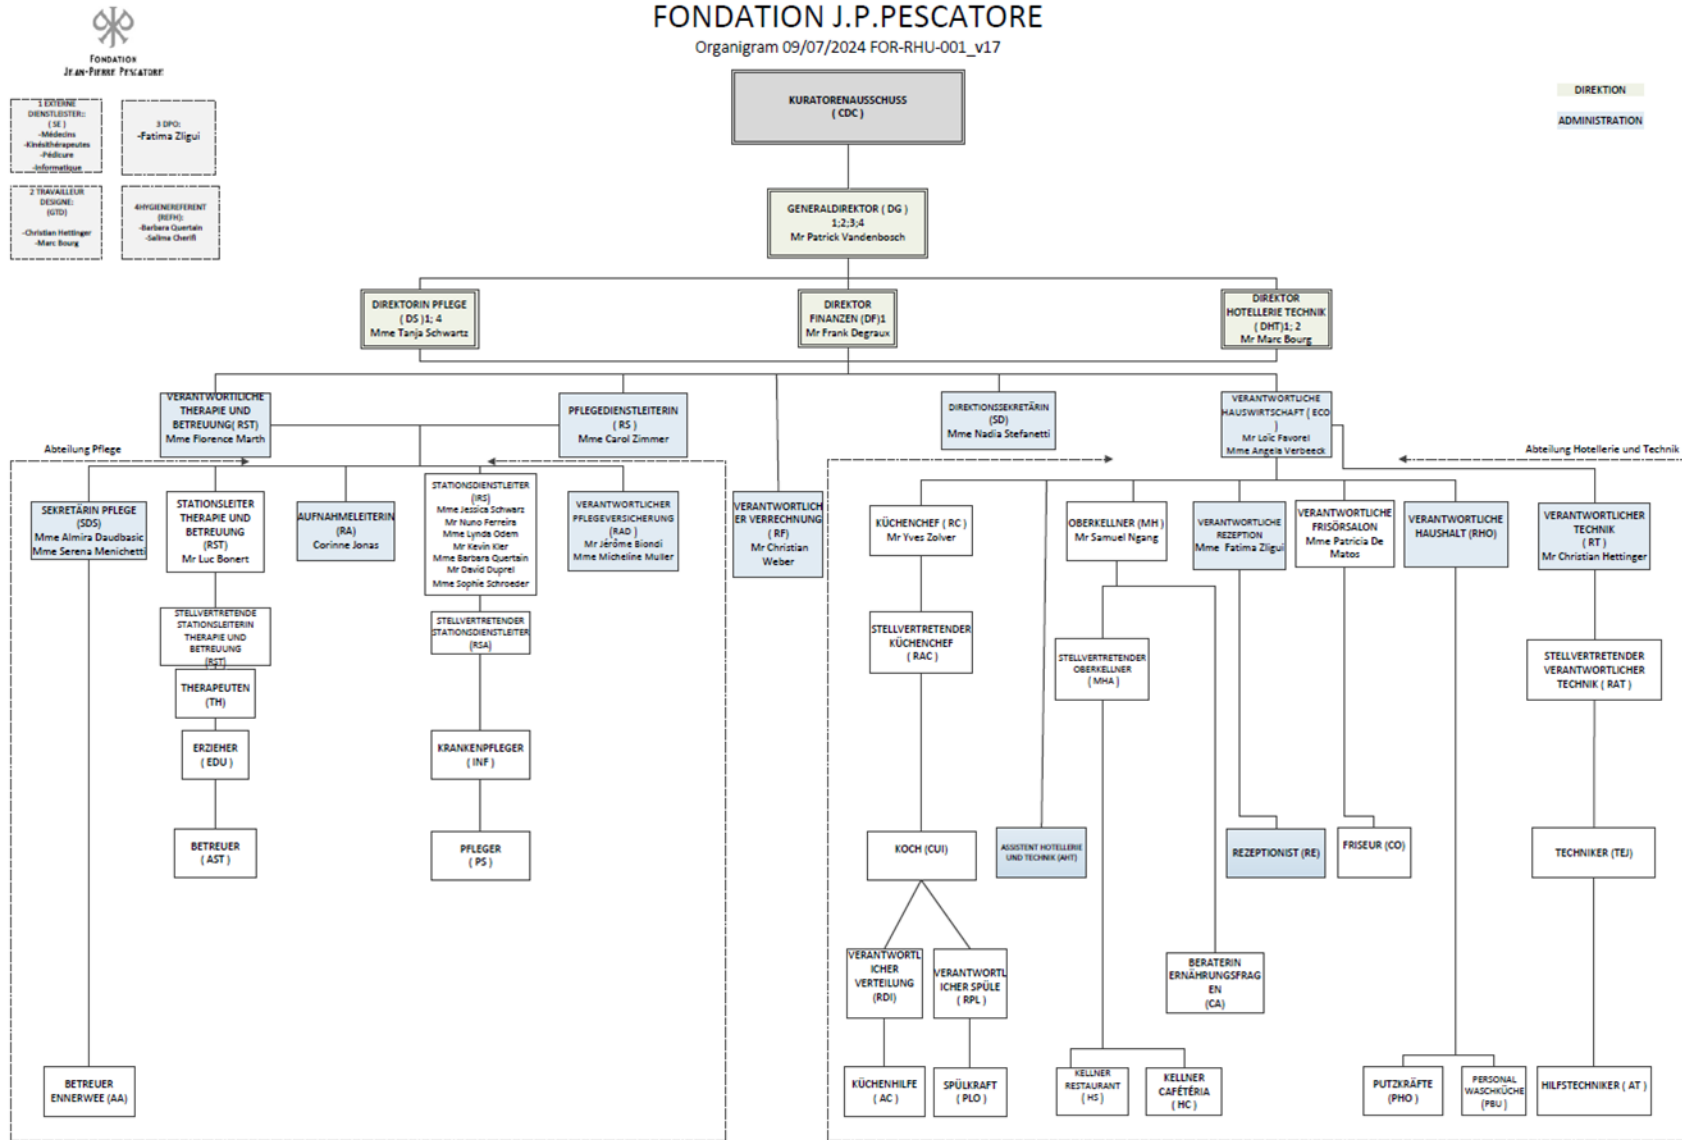 FONDATION J.P.PESCATORE
Organigram 09/07/2024 FOR-RHU-001_v17
FONDATION
JEAN-PIERRE PESCATORE
1 EXTERNE
DIENSTLEISTER::
( SE )
-Médecins
-Kinésithérapeutes
-Pédicure
-Informatique
3 DPO:
-Fatima Zligui
2 TRAVAILLEUR
DESIGNE:
(GTD)
-Christian Hettinger
-Marc Bourg
4HYGIENEREFERENT
(REFH):
-Barbara Quertain
-Salima Cherifi
DIREKTION
ADMINISTRATION
KURATORENAUSSCHUSS
( CDC )
GENERALDIREKTOR ( DG )
1;2;3;4
Mr Patrick Vandenbosch
DIREKTORIN PFLEGE
( DS )1; 4
Mme Tanja Schwartz
DIREKTOR
FINANZEN (DF)1
Mr Frank Degraux
DIREKTOR
HOTELLERIE TECHNIK
( DHT)1; 2
Mr Marc Bourg
VERANTWORTLICHE
THERAPIE UND
BETREUUNG( RST)
Mme Florence Marth
PFLEGEDIENSTLEITERIN
( RS )
Mme Carol Zimmer
DIREKTIONSSEKRETÄRIN
(SD)
Mme Nadia Stefanetti
VERANTWORTLICHE
HAUSWIRTSCHAFT ( ECO
)
Mr Loïc Favorel
Mme Angela Verbeeck
Abteilung Pflege
Abteilung Hotellerie und Technik
SEKRETÄRIN PFLEGE
(SDS)
Mme Almira Daudbasic
Mme Serena Menichetti
STATIONSLEITER
THERAPIE UND
BETREUUNG
(RST)
Mr Luc Bonert
AUFNAHMELEITERIN
(RA)
Corinne Jonas
STATIONSDIENSTLEITER
(IRS)
Mme Jessica Schwarz
Mr Nuno Ferreira
Mme Lynda Odem
Mr Kevin Kier
Mme Barbara Quertain
Mr David Duprel
Mme Sophie Schroeder
VERANTWORTLICHER
PFLEGEVERSICHERUNG
(RAD )
Mr Jérôme Biondi
Mme Micheline Muller
VERANTWORTLICH
ER VERRECHNUNG
( RF)
Mr Christian
Weber
KÜCHENCHEF ( RC )
Mr Yves Zolver
OBERKELLNER (MH )
Mr Samuel Ngang
VERANTWORTLICHE
REZEPTION
Mme Fatima Zligui
VERANTWORTLICHE
FRISÖRSALON
Mme Patricia De
Matos
VERANTWORTLICHE
HAUSHALT (RHO)
VERANTWORTLICHER
TECHNIK
( RT )
Mr Christian Hettinger
STELLVERTRETENDE
STATIONSLEITERIN
THERAPIE UND
BETREUUNG
(RST)
STELLVERTRETENDER
STATIONSDIENSTLEITER
(RSA)
STELLVERTRETENDER
KÜCHENCHEF
( RAC )
STELLVERTRETENDER
OBERKELLNER
( MHA )
STELLVERTRETENDER
VERANTWORTLICHER
TECHNIK ( RAT )
THERAPEUTEN
(TH)
ERZIEHER
( EDU )
KRANKENPFLEGER
( INF )
BETREUER
( AST )
PFLEGER
( PS )
KOCH (CUI)
ASSISTENT HOTELLERIE
UND TECHNIK (AHT)
REZEPTIONIST (RE)
FRISEUR (CO)
TECHNIKER (TEJ)
VERANTWORTL
ICHER
VERTEILUNG
(RDI)
VERANTWORTL
ICHER SPÜLE
( RPL )
BERATERIN
ERNÄHRUNGSFRAG
EN
(CA)
BETREUER
ENNERWEE (AA)
KÜCHENHILFE
( AC )
SPÜLKRAFT
(PLO )
KELLNER
RESTAURANT
( HS )
KELLNER
CAFÉTÉRIA
( HC )
PUTZKRÄFTE
(PHO )
PERSONAL
WASCHKÜCHE
(PBU )
HILFSTECHNIKER ( AT )